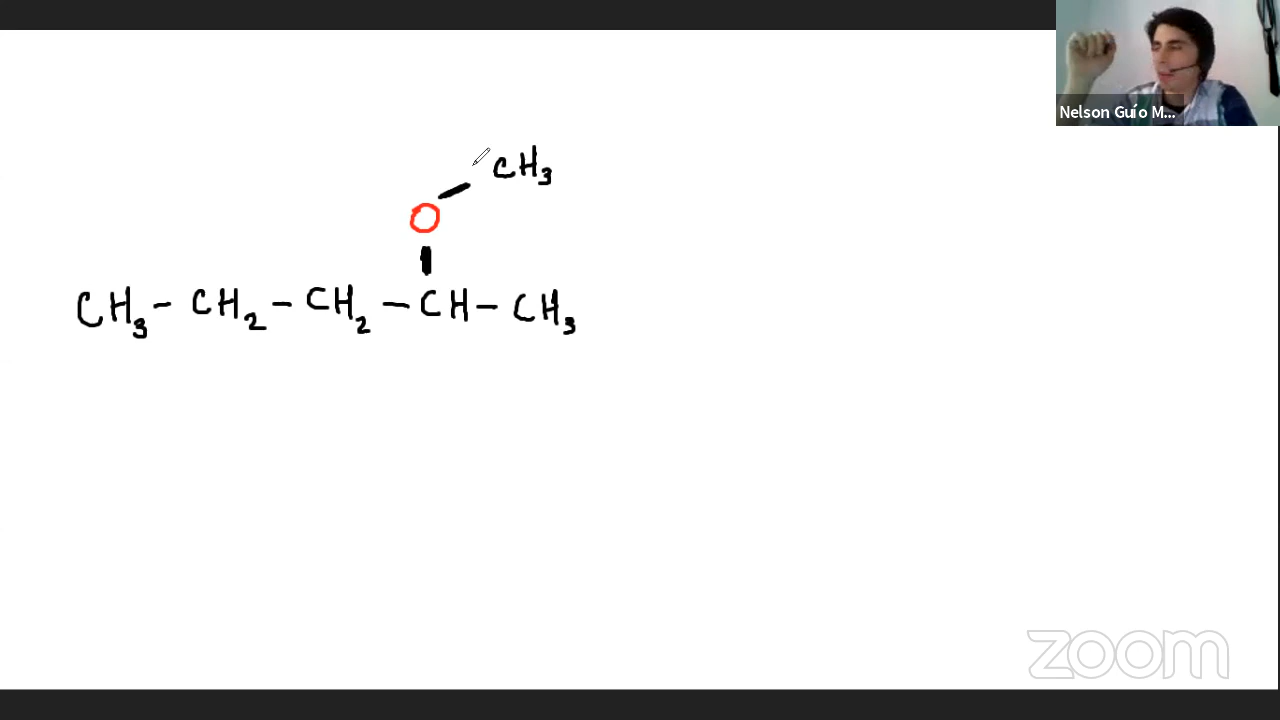 Nelson Guío M...
CH₃
O
CH₃ - CH₂ - CH₂ - CH - CH₃
zoom